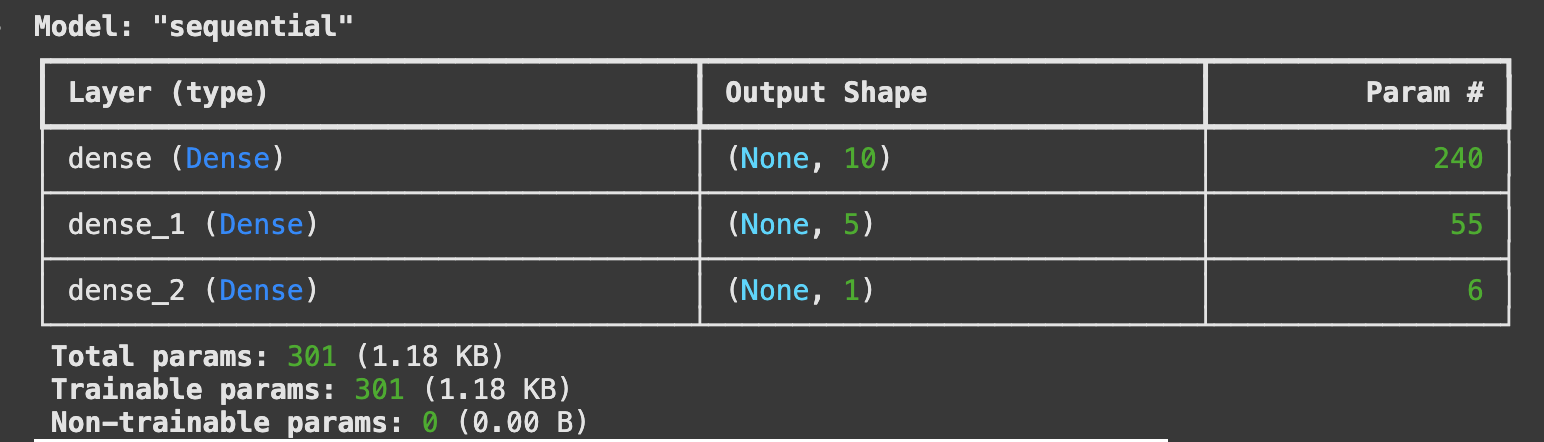 Model: "sequential"
Layer (type) Output Shape Param #
dense (Dense) (None, 10) 240
dense_1 (Dense) (None, 5) 55
dense_2 (Dense) (None, 1) 6
Total params: 301 (1.18 KB)
Trainable params: 301 (1.18 KB)
Non-trainable params: 0 (0.00 B)